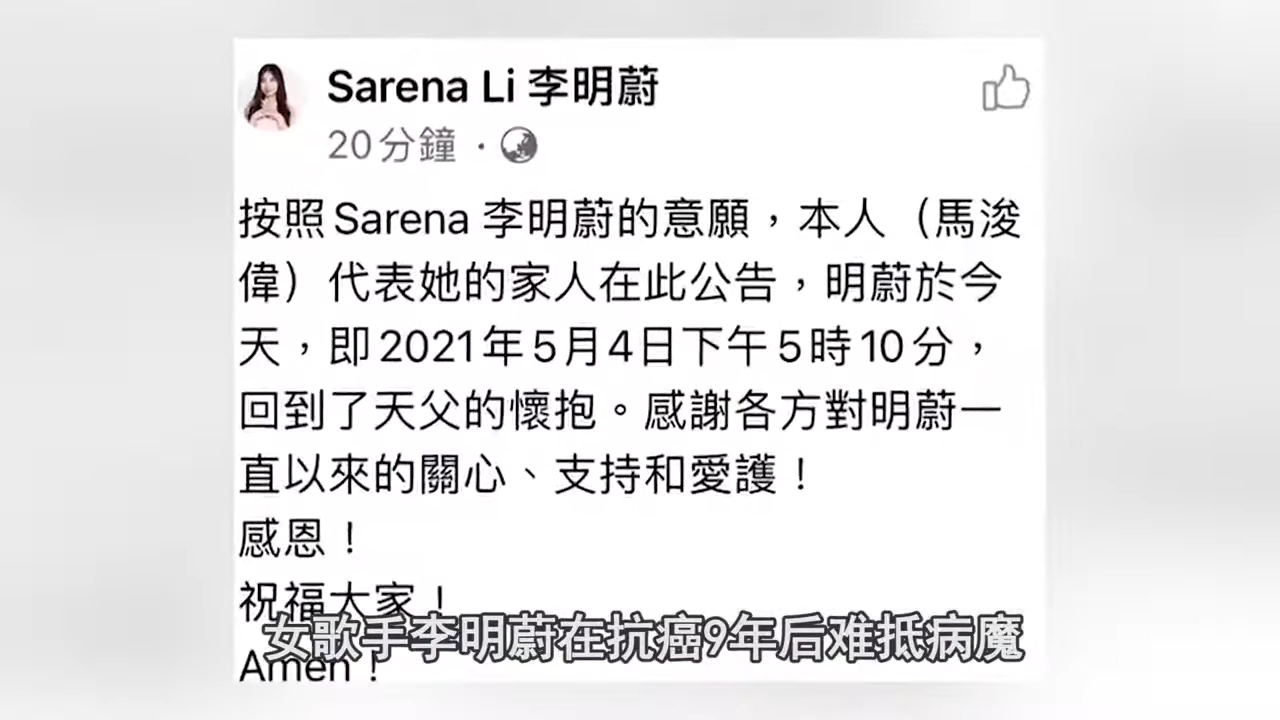 Sarena Li 李明蔚
20分鐘 ·
按照Sarena 李明蔚的意願，本人（馬浚
偉）代表她的家人在此公告，明蔚於今
天，即2021年5月4日下午5時10分，
回到了天父的懷抱。感謝各方對明蔚一
直以來的關心、支持和愛護！
感恩！
祝福大家！
女歌手李明蔚在抗癌9年后难抵病魔
Amen！